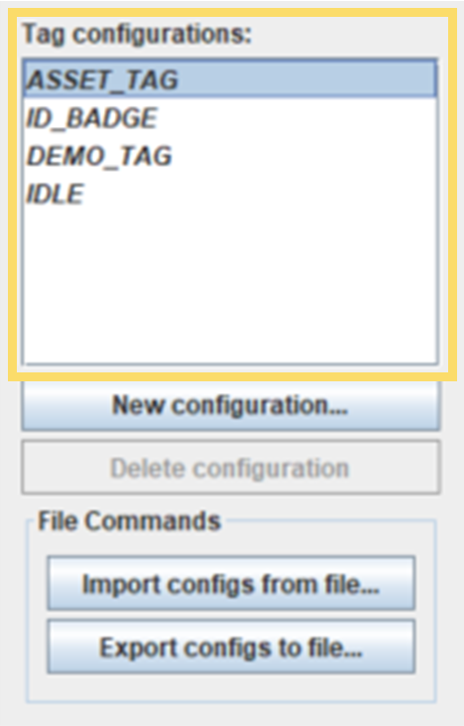 Tag configurations:
ASSET_TAG
ID_BADGE
DEMO_TAG
IDLE
New configuration...
Delete configuration
File Commands
Import configs from file...
Export configs to file...